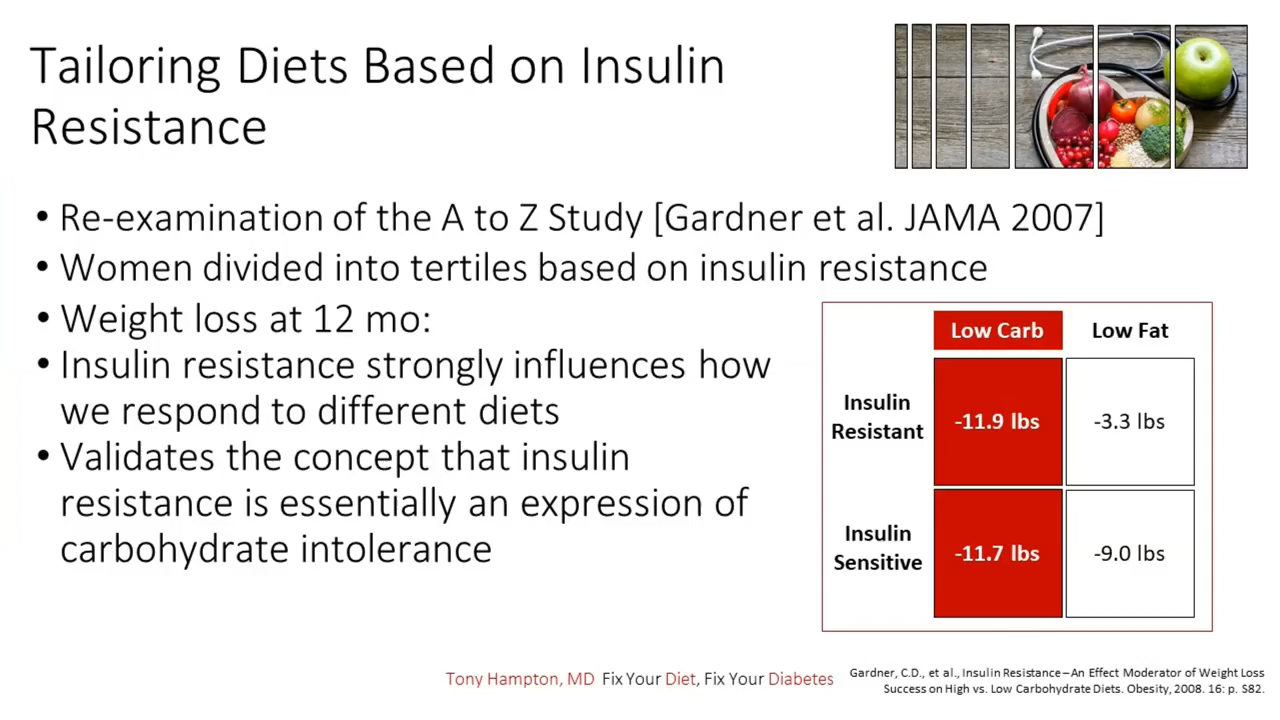 Tailoring Diets Based on Insulin
Resistance
• Re-examination of the A to Z Study [Gardner et al. JAMA 2007]
• Women divided into tertiles based on insulin resistance
• Weight loss at 12 mo:
• Insulin resistance strongly influences how
we respond to different diets
• Validates the concept that insulin
resistance is essentially an expression of
carbohydrate intolerance
Low Carb Low Fat
Insulin
Resistant
-11.9 lbs -3.3 lbs
Insulin
Sensitive
-11.7 lbs -9.0 lbs
Tony Hampton, MD Fix Your Diet, Fix Your Diabetes
Gardner, C.D., et al., Insulin Resistance–An Effect Moderator of Weight Loss
Success on High vs. Low Carbohydrate Diets. Obesity, 2008. 16: p. S82.